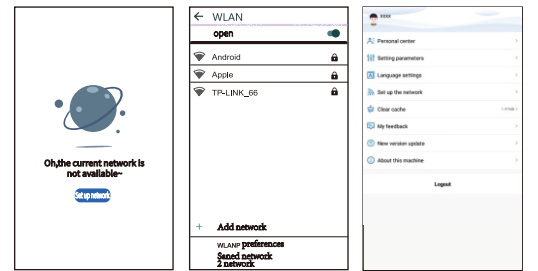 Oh,the current network is
not available~
Set up network
WLAN
open
Android
Apple
TP-LINK_66
Add network
WLANP preferences
Saned network
2 network
xxxx
Personal center
Setting parameters
Language settings
Set up the network
Clear cache
My feedback
New version update
About this machine
Logout